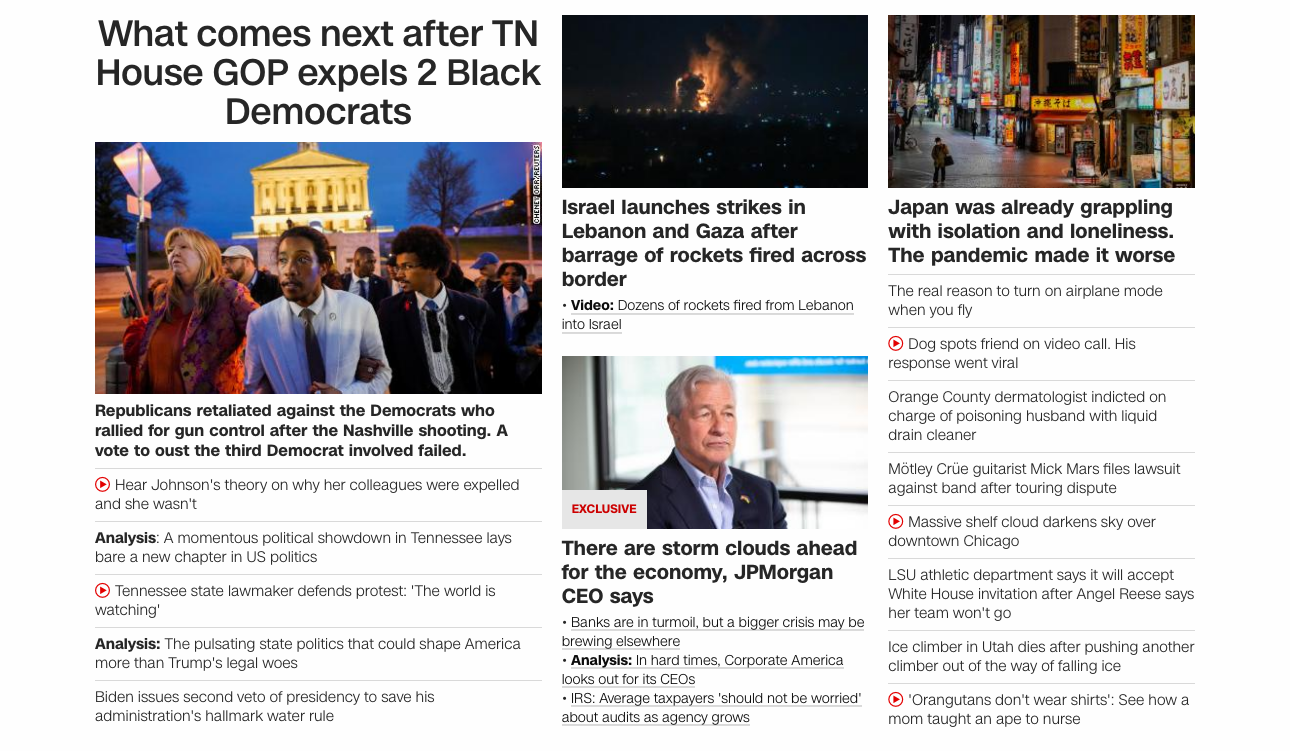 What comes next after TN
House GOP expels 2 Black
Democrats
CHENEY ORR/REUTERS
Republicans retaliated against the Democrats who
rallied for gun control after the Nashville shooting. A
vote to oust the third Democrat involved failed.
Hear Johnson's theory on why her colleagues were expelled
and she wasn't
Analysis: A momentous political showdown in Tennessee lays
bare a new chapter in US politics
Tennessee state lawmaker defends protest: 'The world is
watching'
Analysis: The pulsating state politics that could shape America
more than Trump's legal woes
Biden issues second veto of presidency to save his
administration's hallmark water rule
Israel launches strikes in
Lebanon and Gaza after
barrage of rockets fired across
border
• Video: Dozens of rockets fired from Lebanon
into Israel
EXCLUSIVE
There are storm clouds ahead
for the economy, JPMorgan
CEO says
• Banks are in turmoil, but a bigger crisis may be
brewing elsewhere
• Analysis: In hard times, Corporate America
looks out for its CEOs
• IRS: Average taxpayers 'should not be worried'
about audits as agency grows
沖縄そば
Japan was already grappling
with isolation and loneliness.
The pandemic made it worse
The real reason to turn on airplane mode
when you fly
Dog spots friend on video call. His
response went viral
Orange County dermatologist indicted on
charge of poisoning husband with liquid
drain cleaner
Mötley Crüe guitarist Mick Mars files lawsuit
against band after touring dispute
Massive shelf cloud darkens sky over
downtown Chicago
LSU athletic department says it will accept
White House invitation after Angel Reese says
her team won't go
Ice climber in Utah dies after pushing another
climber out of the way of falling ice
'Orangutans don't wear shirts': See how a
mom taught an ape to nurse